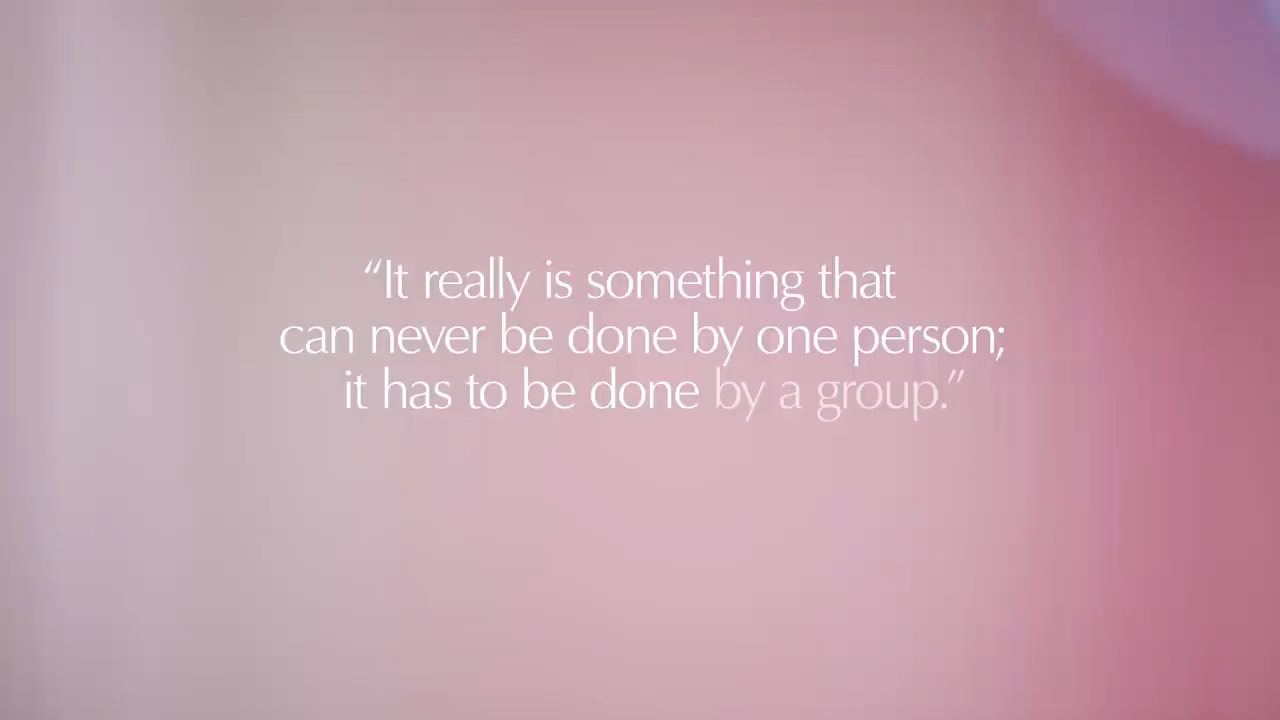 “It really is something that
can never be done by one person;
it has to be done by a group.”